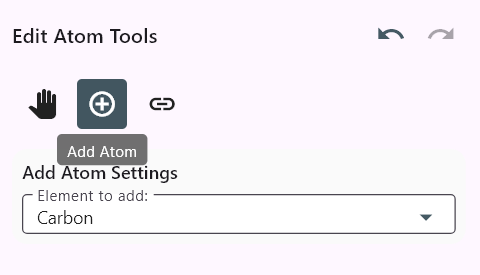 Edit Atom Tools
Add Atom
Add Atom Settings
Element to add:
Carbon